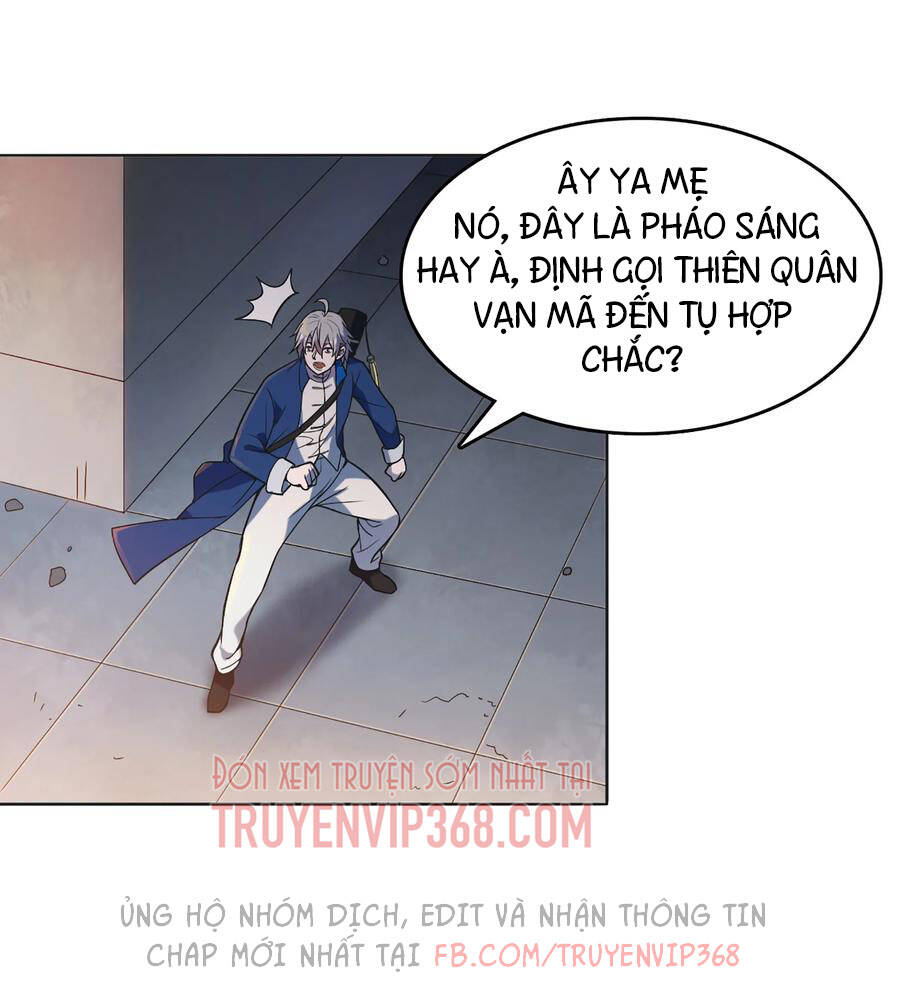 ÂY YA MẸ
NÓ, ĐÂY LÀ PHÁO SÁNG
HAY À, ĐỊNH GỌI THIÊN QUÂN
VẠN MÃ ĐẾN TỤ HỢP
CHẮC?
ĐÓN XEM TRUYỆN SỚM NHẤT TẠI
TRUYENVIP368.COM
ỦNG HỘ NHÓM DỊCH, EDIT VÀ NHẬN THÔNG TIN
CHAP MỚI NHẤT TẠI FB.COM/TRUYENVIP368